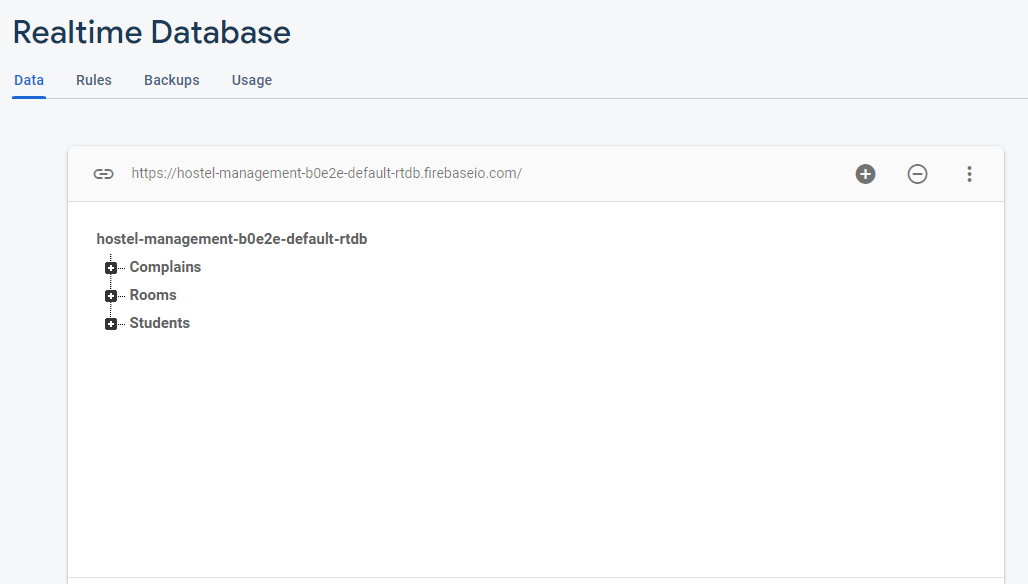 Realtime Database
Data Rules Backups Usage
https://hostel-management-b0e2e-default-rtdb.firebaseio.com/
hostel-management-b0e2e-default-rtdb
Complains
Rooms
Students